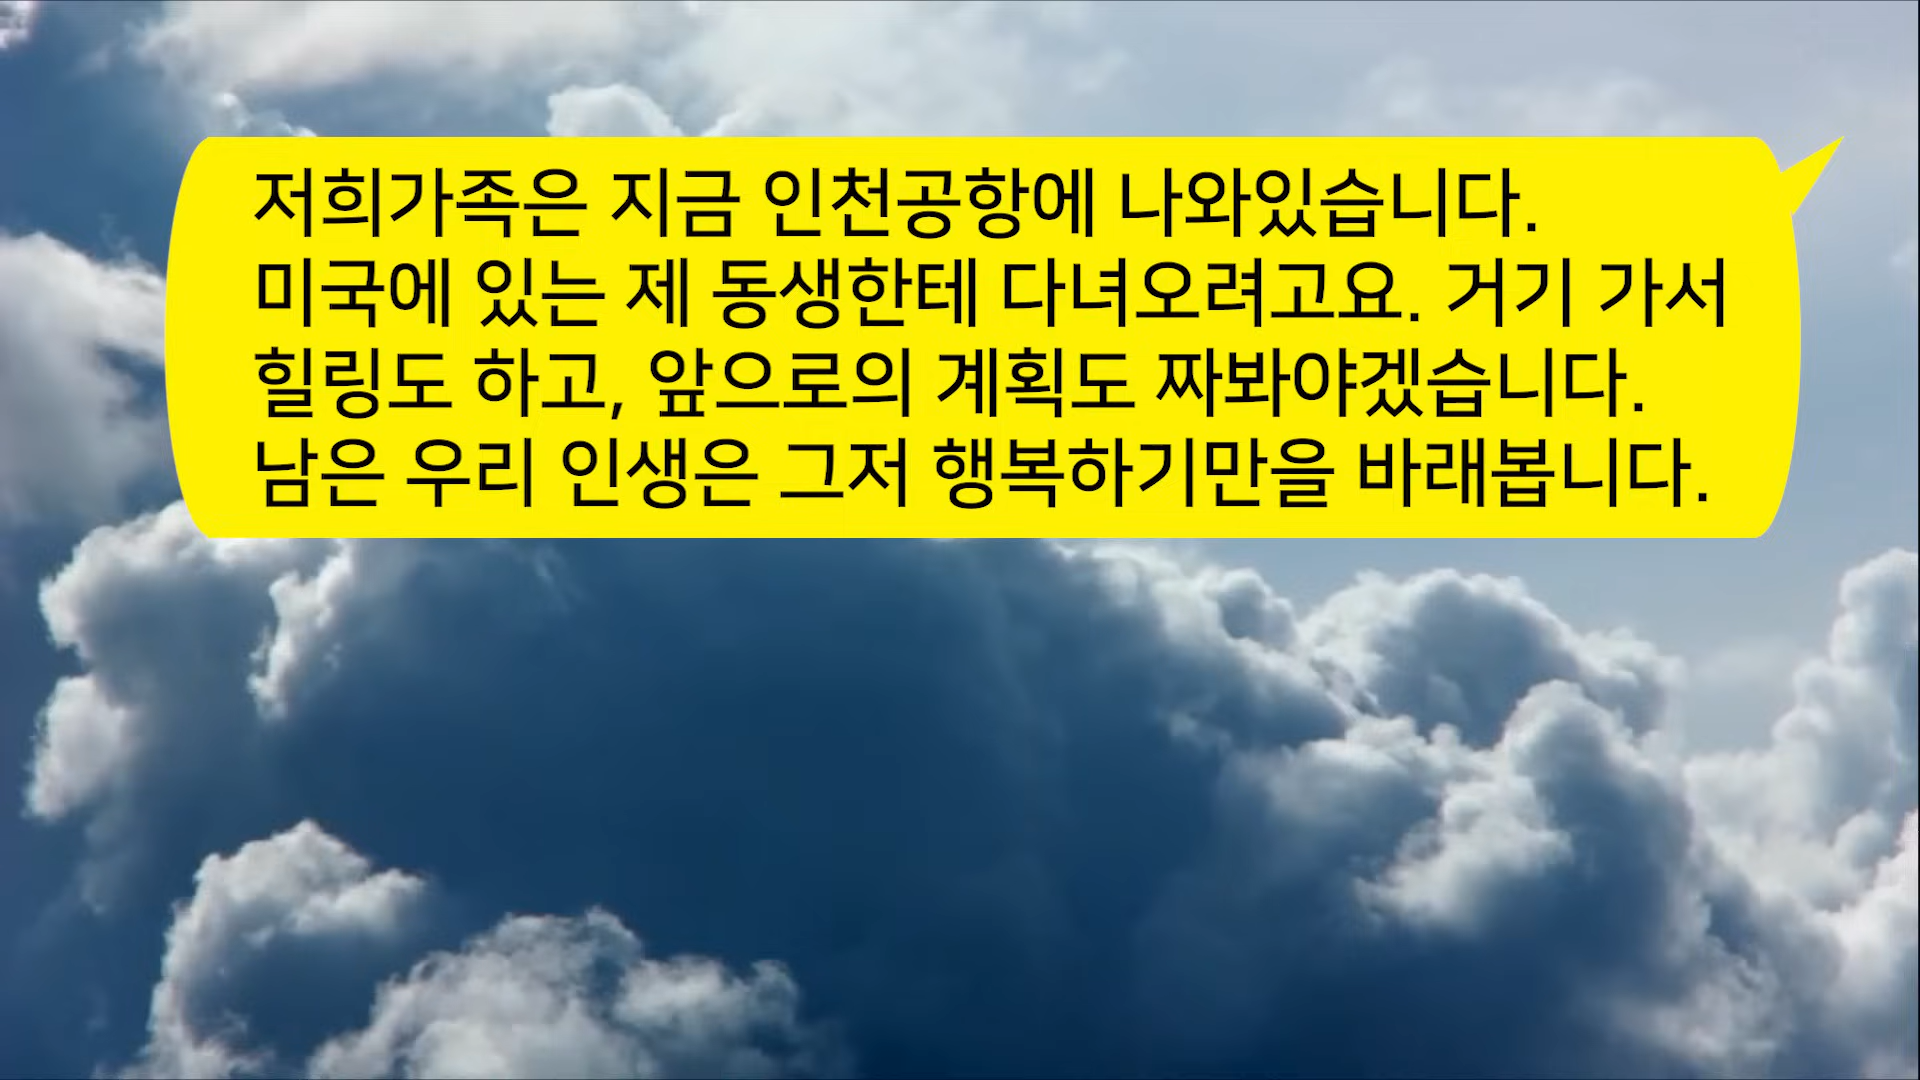 저희가족은 지금 인천공항에 나와있습니다.
미국에 있는 제 동생한테 다녀오려고요. 거기 가서
힐링도 하고, 앞으로의 계획도 짜봐야겠습니다.
남은 우리 인생은 그저 행복하기만을 바래봅니다.